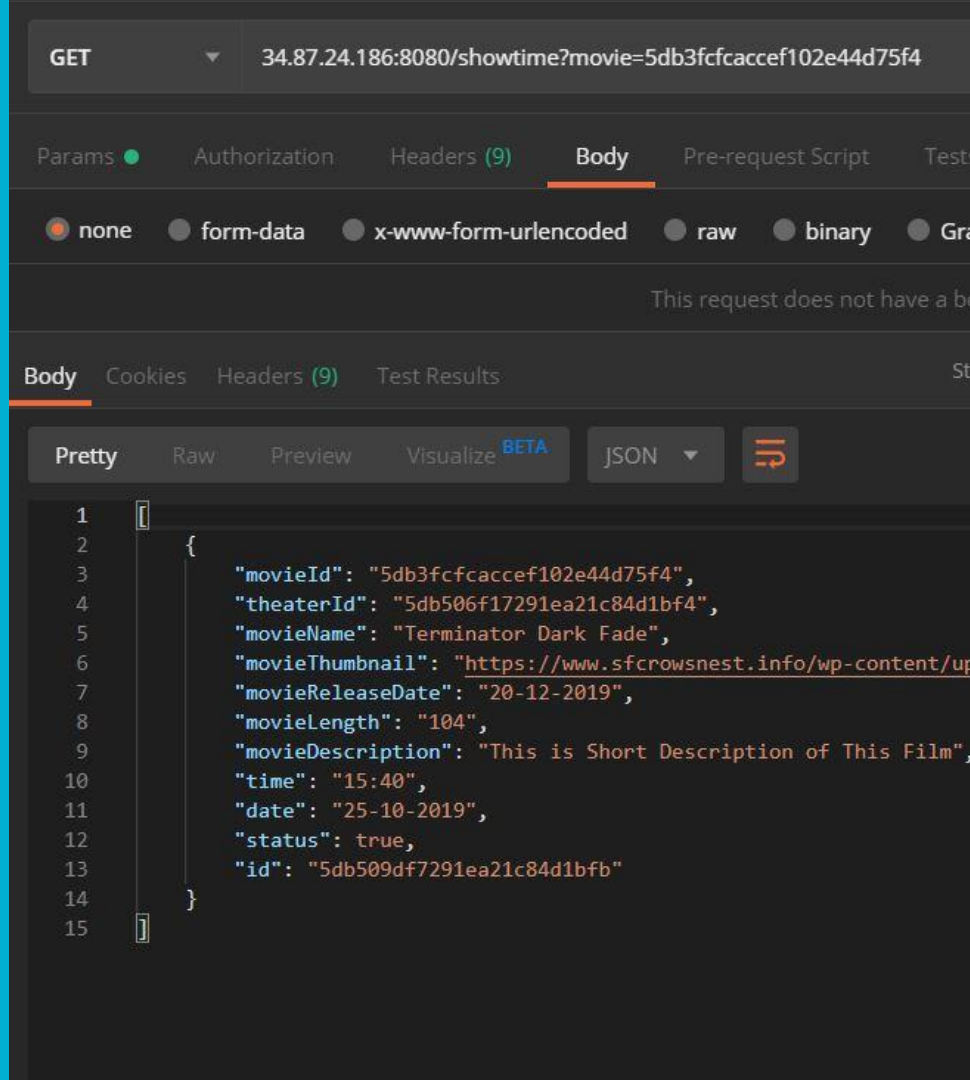 GET 34.87.24.186:8080/showtime?movie=5db3fcfcaccef102e44d75f4
Params Authorization Headers (9) Body Pre-request Script Tests
none form-data x-www-form-urlencoded raw binary Gra
This request does not have a b
Body Cookies Headers (9) Test Results St
Pretty Raw Preview Visualize BETA JSON
1 [
2 {
3 "movieId": "5db3fcfcaccef102e44d75f4",
4 "theaterId": "5db506f17291ea21c84d1bf4",
5 "movieName": "Terminator Dark Fade",
6 "movieThumbnail": "https://www.sfcrowsnest.info/wp-content/up
7 "movieReleaseDate": "20-12-2019",
8 "movieLength": "104",
9 "movieDescription": "This is Short Description of This Film",
10 "time": "15:40",
11 "date": "25-10-2019",
12 "status": true,
13 "id": "5db509df7291ea21c84d1bfb"
14 }
15 ]